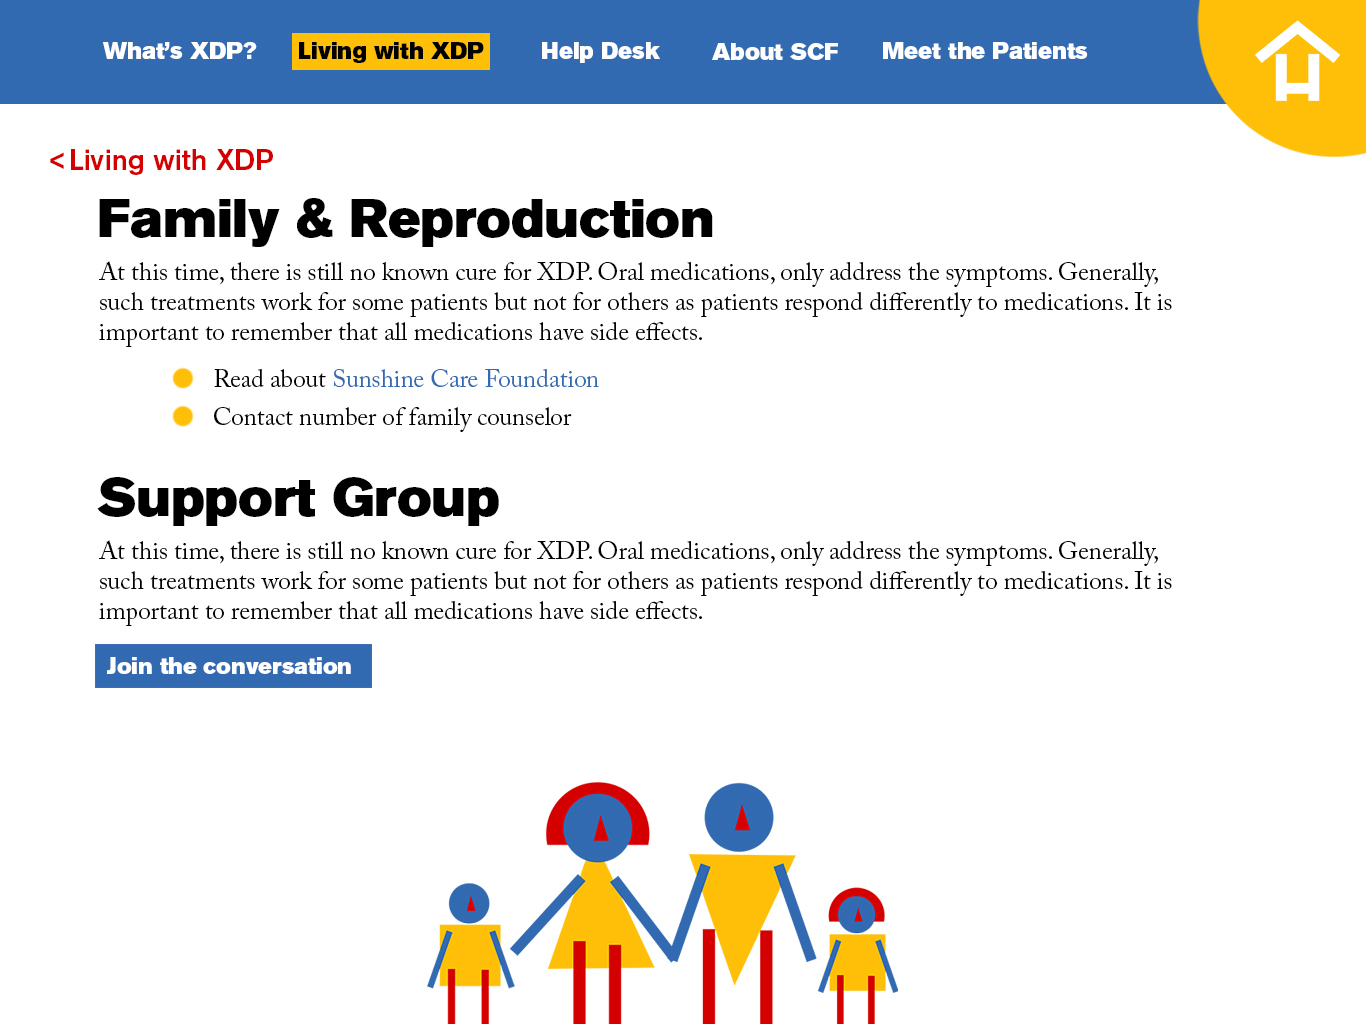 What's XDP? Living with XDP Help Desk About SCF Meet the Patients
<Living with XDP
Family & Reproduction
At this time, there is still no known cure for XDP. Oral medications, only address the symptoms. Generally,
such treatments work for some patients but not for others as patients respond differently to medications. It is
important to remember that all medications have side effects.
Read about Sunshine Care Foundation
Contact number of family counselor
Support Group
At this time, there is still no known cure for XDP. Oral medications, only address the symptoms. Generally,
such treatments work for some patients but not for others as patients respond differently to medications. It is
important to remember that all medications have side effects.
Join the conversation